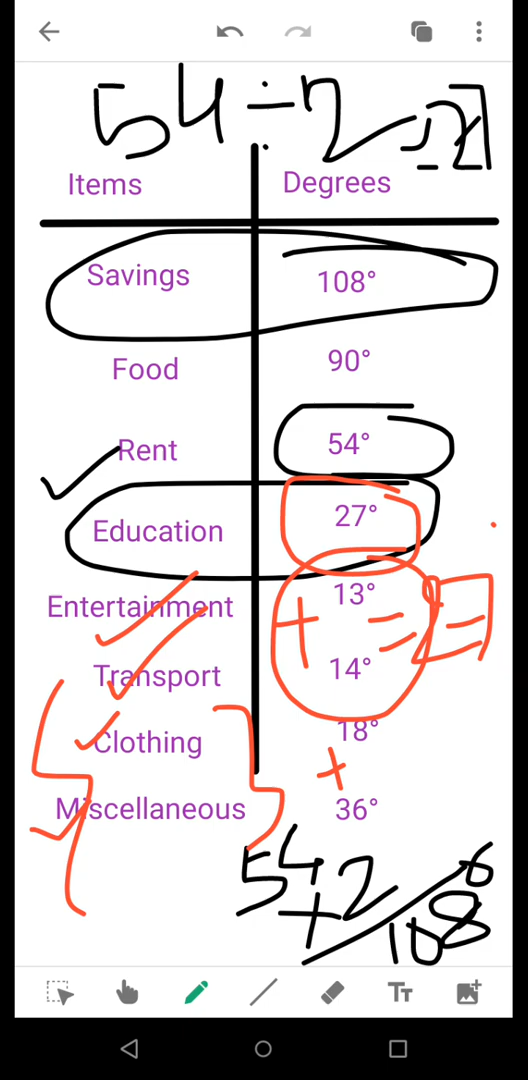 54÷2=27
Items Degrees
Savings 108°
Food 90°
Rent 54°
Education 27°
Entertainment 13°
+ =
Transport 14°
Clothing 18°
+
Miscellaneous 36°
54
+2
108
Tт